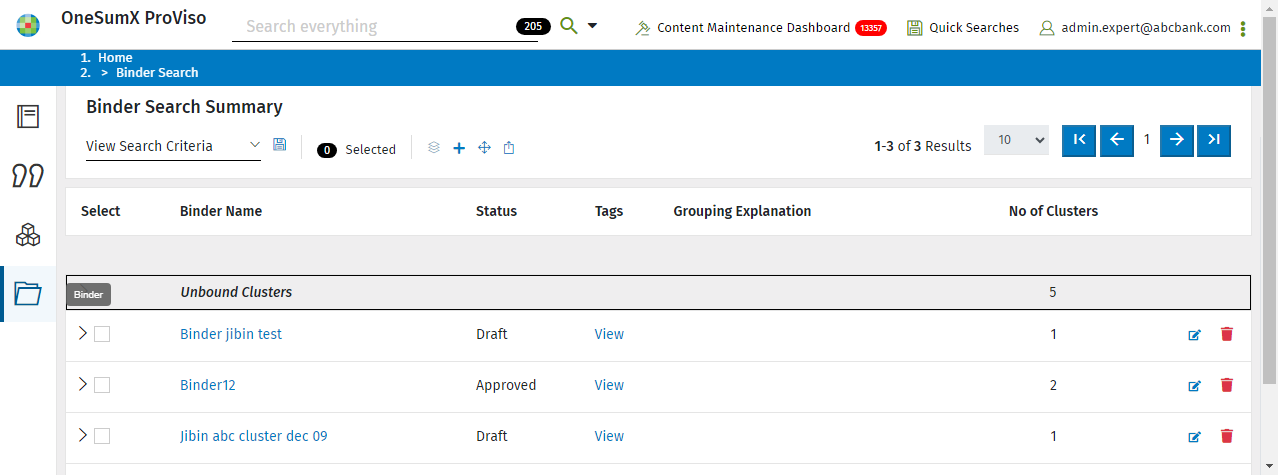 OneSumX ProViso
Search everything 205 Content Maintenance Dashboard 13357 Quick Searches admin.expert@abcbank.com
1. Home
2. > Binder Search
Binder Search Summary
View Search Criteria 0 Selected 1-3 of 3 Results 10 1
Select Binder Name Status Tags Grouping Explanation No of Clusters
Binder Unbound Clusters 5
Binder jibin test Draft View 1
Binder12 Approved View 2
Jibin abc cluster dec 09 Draft View 1